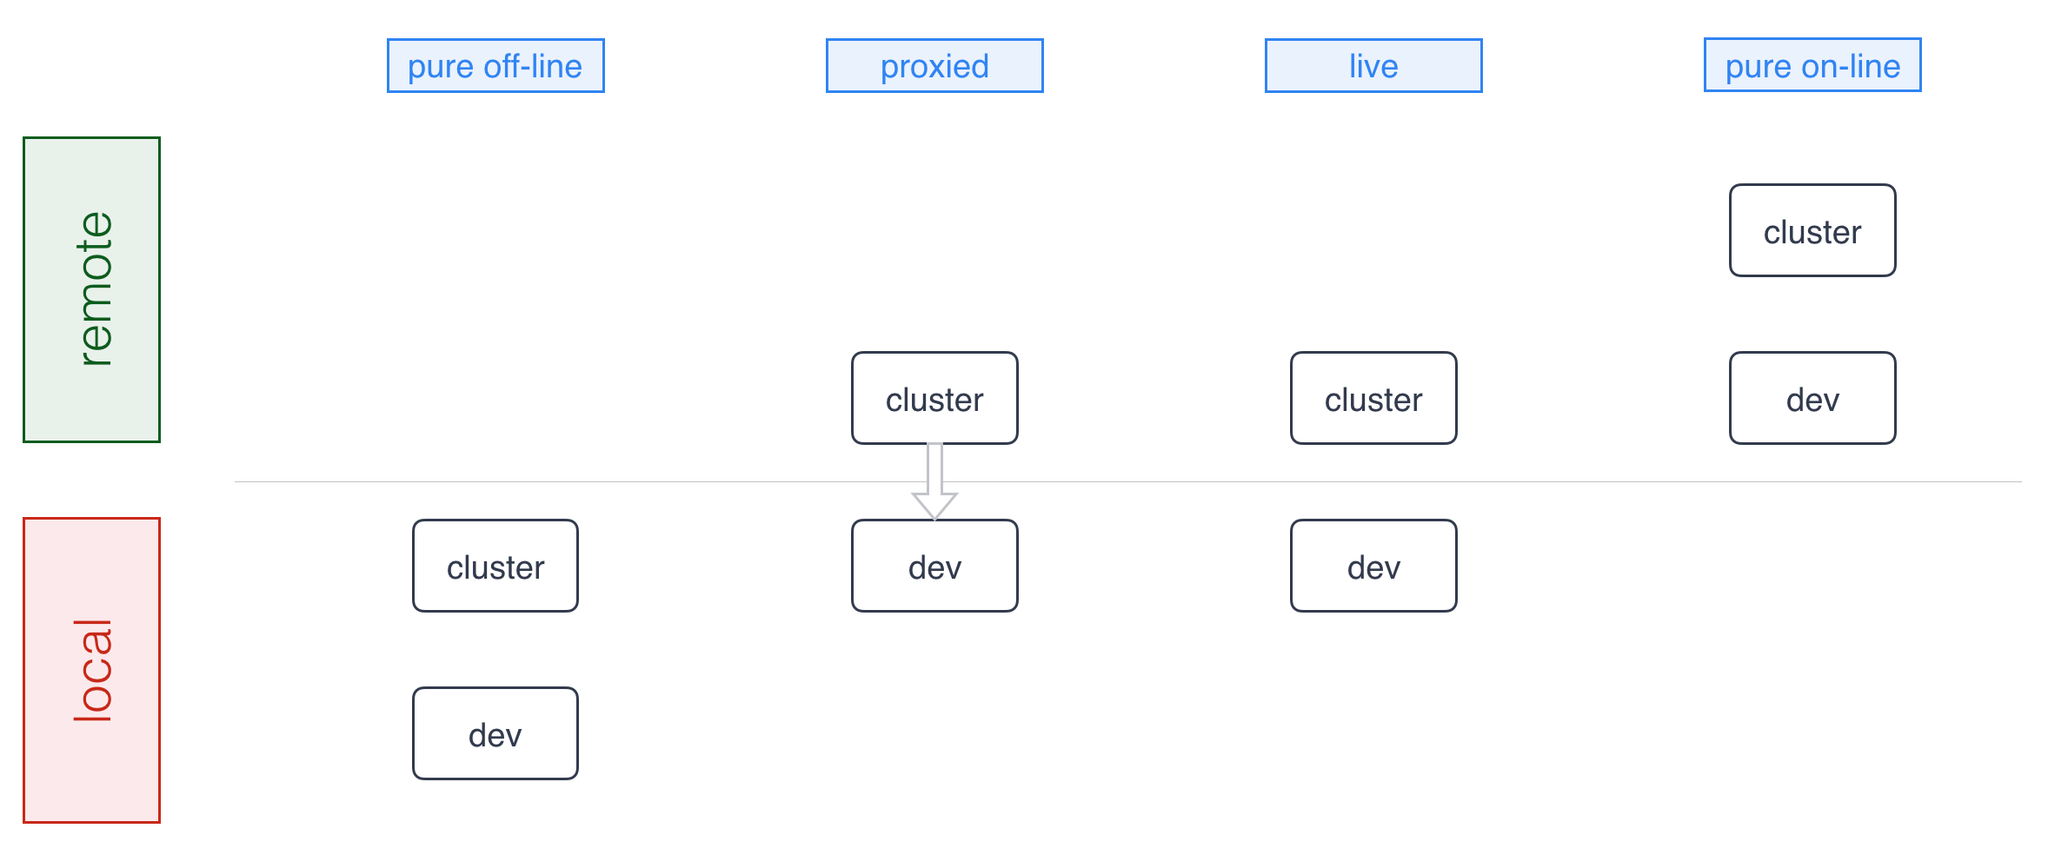 pure off-line
proxied
live
pure on-line
remote
cluster
cluster
cluster
dev
local
cluster
dev
dev
dev